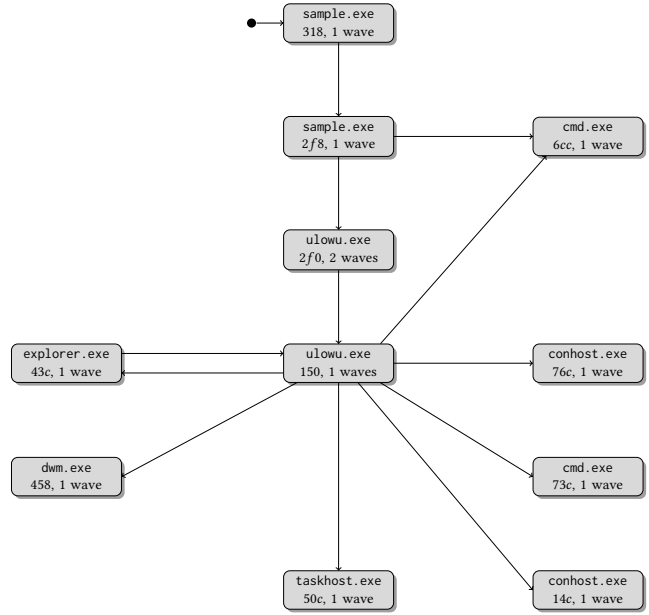 sample.exe
318, 1 wave
sample.exe
2f8, 1 wave
cmd.exe
6cc, 1 wave
ulowu.exe
2f0, 2 waves
explorer.exe
43c, 1 wave
ulowu.exe
150, 1 waves
conhost.exe
76c, 1 wave
dwm.exe
458, 1 wave
cmd.exe
73c, 1 wave
taskhost.exe
50c, 1 wave
conhost.exe
14c, 1 wave